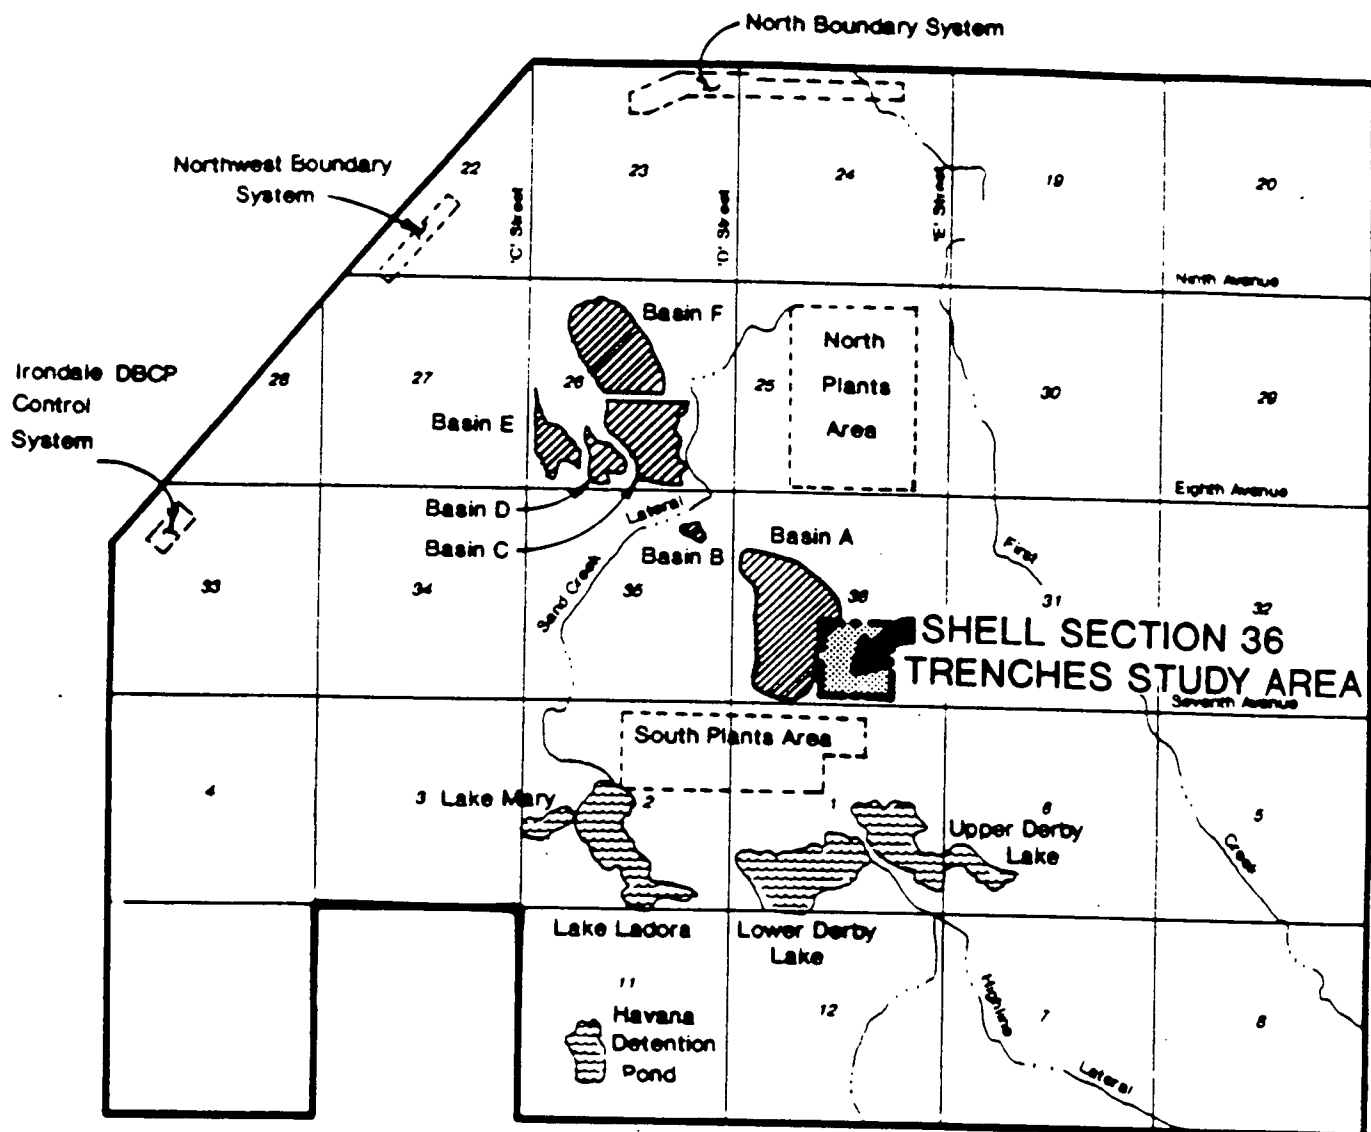 North Boundary System
Northwest Boundary
System
22
23
24
19
20
'C' Street
'D' Street
'E' Street
Ninth Avenue
Irondale DBCP
Control
System
28
27
26
Basin F
25
North
Plants
Area
30
29
Basin E
Basin D
Basin C
Lateral
Eighth Avenue
Basin B
Basin A
First
33
34
Sand Creek
35
36
31
32
SHELL SECTION 36
TRENCHES STUDY AREA
Seventh Avenue
South Plants Area
4
3
Lake Mary
2
1
6
5
Upper Derby
Lake
Creek
Lake Ladora
Lower Derby
Lake
11
12
Highline
7
8
Havana
Detention
Pond
Lateral